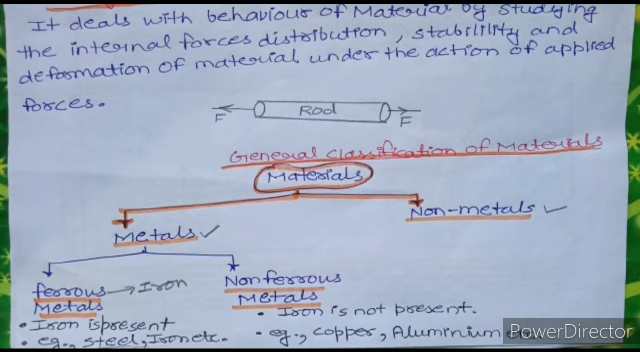 It deals with behaviour of Material by studying
the internal forces distribution, stabilility and
deformation of material under the action of applied
forces.
F Rod F
General Classification of Materials
Materials
Metals
Non-metals
ferrous → Iron
Metals
• Iron is present
• eg., steel, Iron etc.
Nonferrous
Metals
• Iron is not present.
• eg., copper, Aluminium
PowerDirector